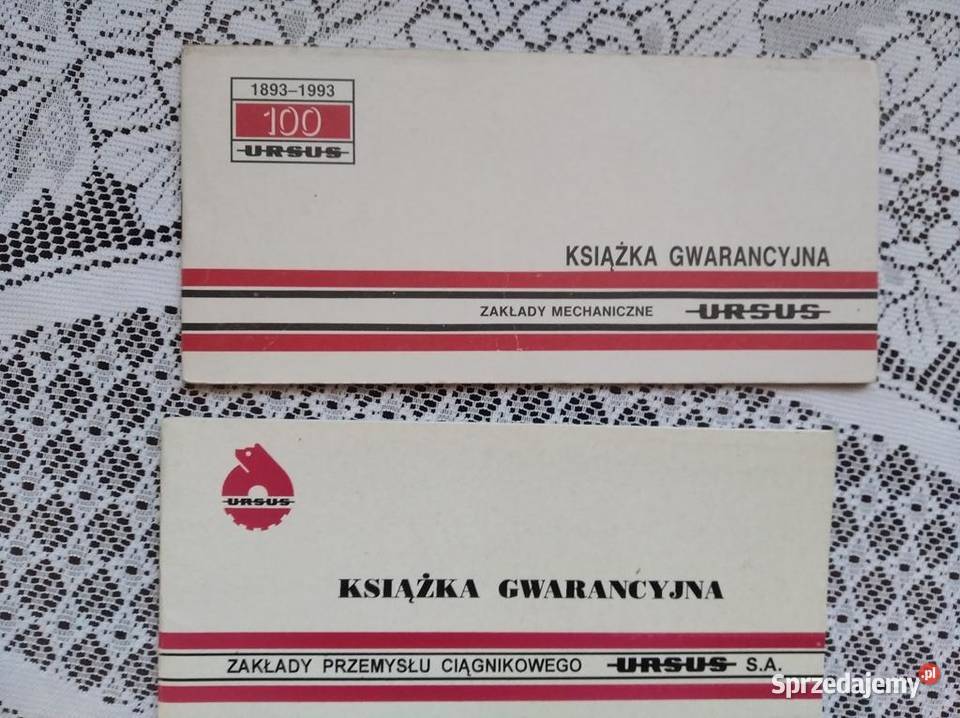 1893–1993
100
URSUS
KSIĄŻKA GWARANCYJNA
ZAKŁADY MECHANICZNE URSUS
URSUS
KSIĄŻKA GWARANCYJNA
ZAKŁADY PRZEMYSŁU CIĄGNIKOWEGO URSUS S.A.
Sprzedajemy.pl